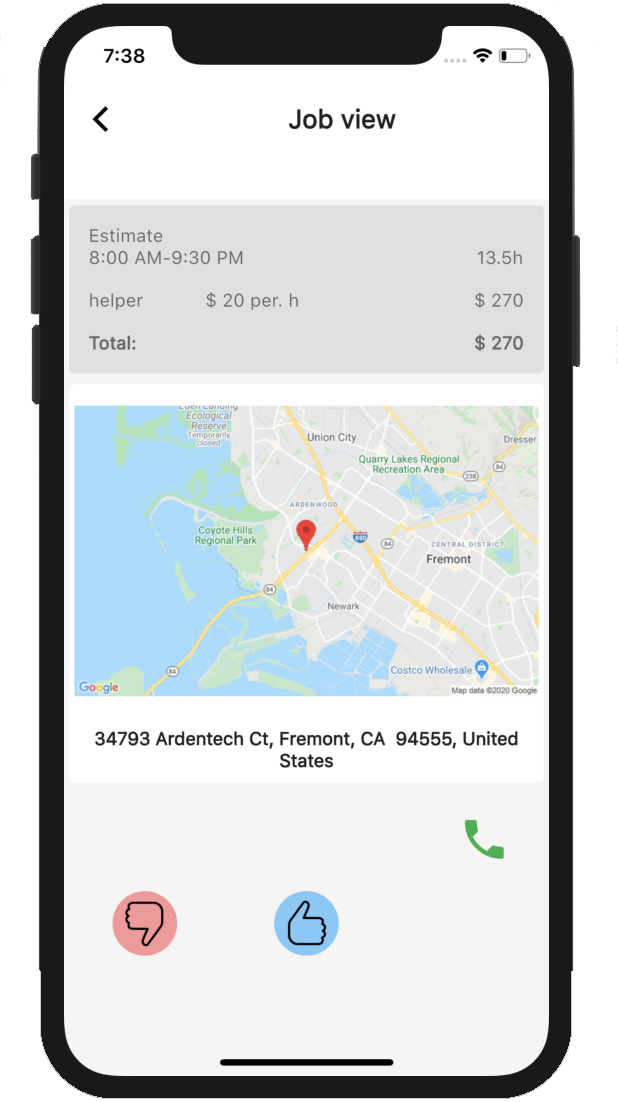 7:38
Job view
Estimate
8:00 AM-9:30 PM 13.5h
helper $ 20 per. h $ 270
Total: $ 270
Eden Landing
Ecological
Reserve
Temporarily
closed
Union City
Dresser
Quarry Lakes Regional
Recreation Area
238
84
ARDENWOOD
Coyote Hills
Regional Park
880
84
CENTRAL DISTRICT
Fremont
84
Newark
84
Costco Wholesale
Google
Map data ©2020 Google
34793 Ardentech Ct, Fremont, CA  94555, United
States